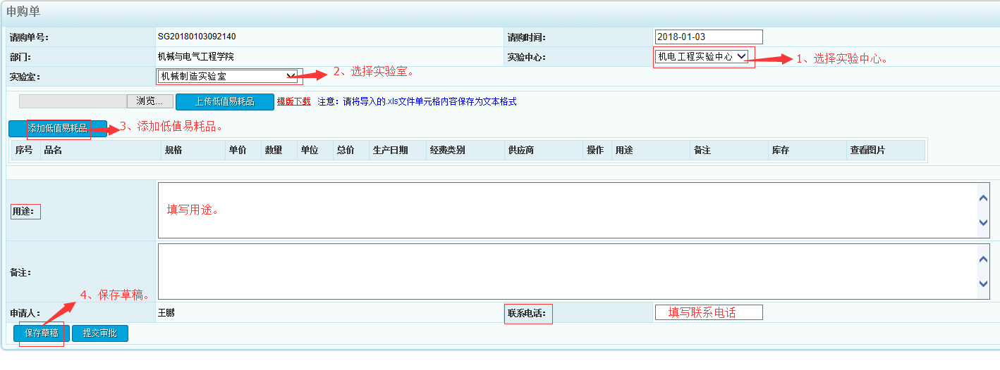 申购单
请购单号: SG20180103092140 请购时间: 2018-01-03
部门: 机械与电气工程学院 实验中心: 机电工程实验中心 1、选择实验中心。
实验室: 机械制造实验室 2、选择实验室。
浏览... 上传低值易耗品 模版下载 注意：请将导入的.xls文件单元格内容保存为文本格式
添加低值易耗品 3、添加低值易耗品。
序号 品名 规格 单价 数量 单位 总价 生产日期 经费类别 供应商 操作 用途 备注 库存 查看图片
用途: 填写用途。
备注:
4、保存草稿。
申请人: 王鹏 联系电话: 填写联系电话
保存草稿 提交审批